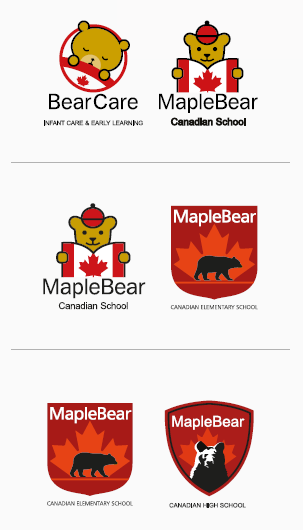 BearCare
INFANT CARE & EARLY LEARNING
MapleBear
Canadian School
MapleBear
Canadian School
MapleBear
CANADIAN ELEMENTARY SCHOOL
MapleBear
CANADIAN ELEMENTARY SCHOOL
MapleBear
CANADIAN HIGH SCHOOL